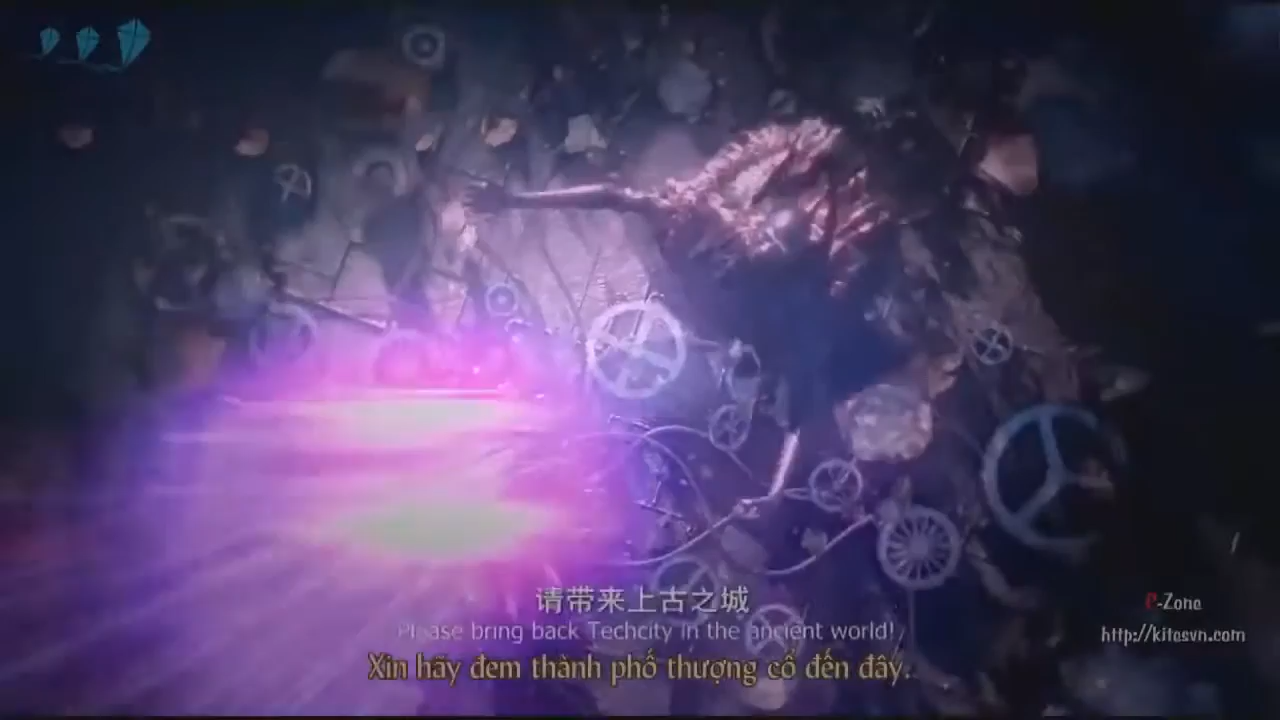 请带来上古之城
Please bring back Techcity in the ancient world!
Xin hãy đem thành phố thượng cổ đến đây.
e-Zone
http://kitesvn.com